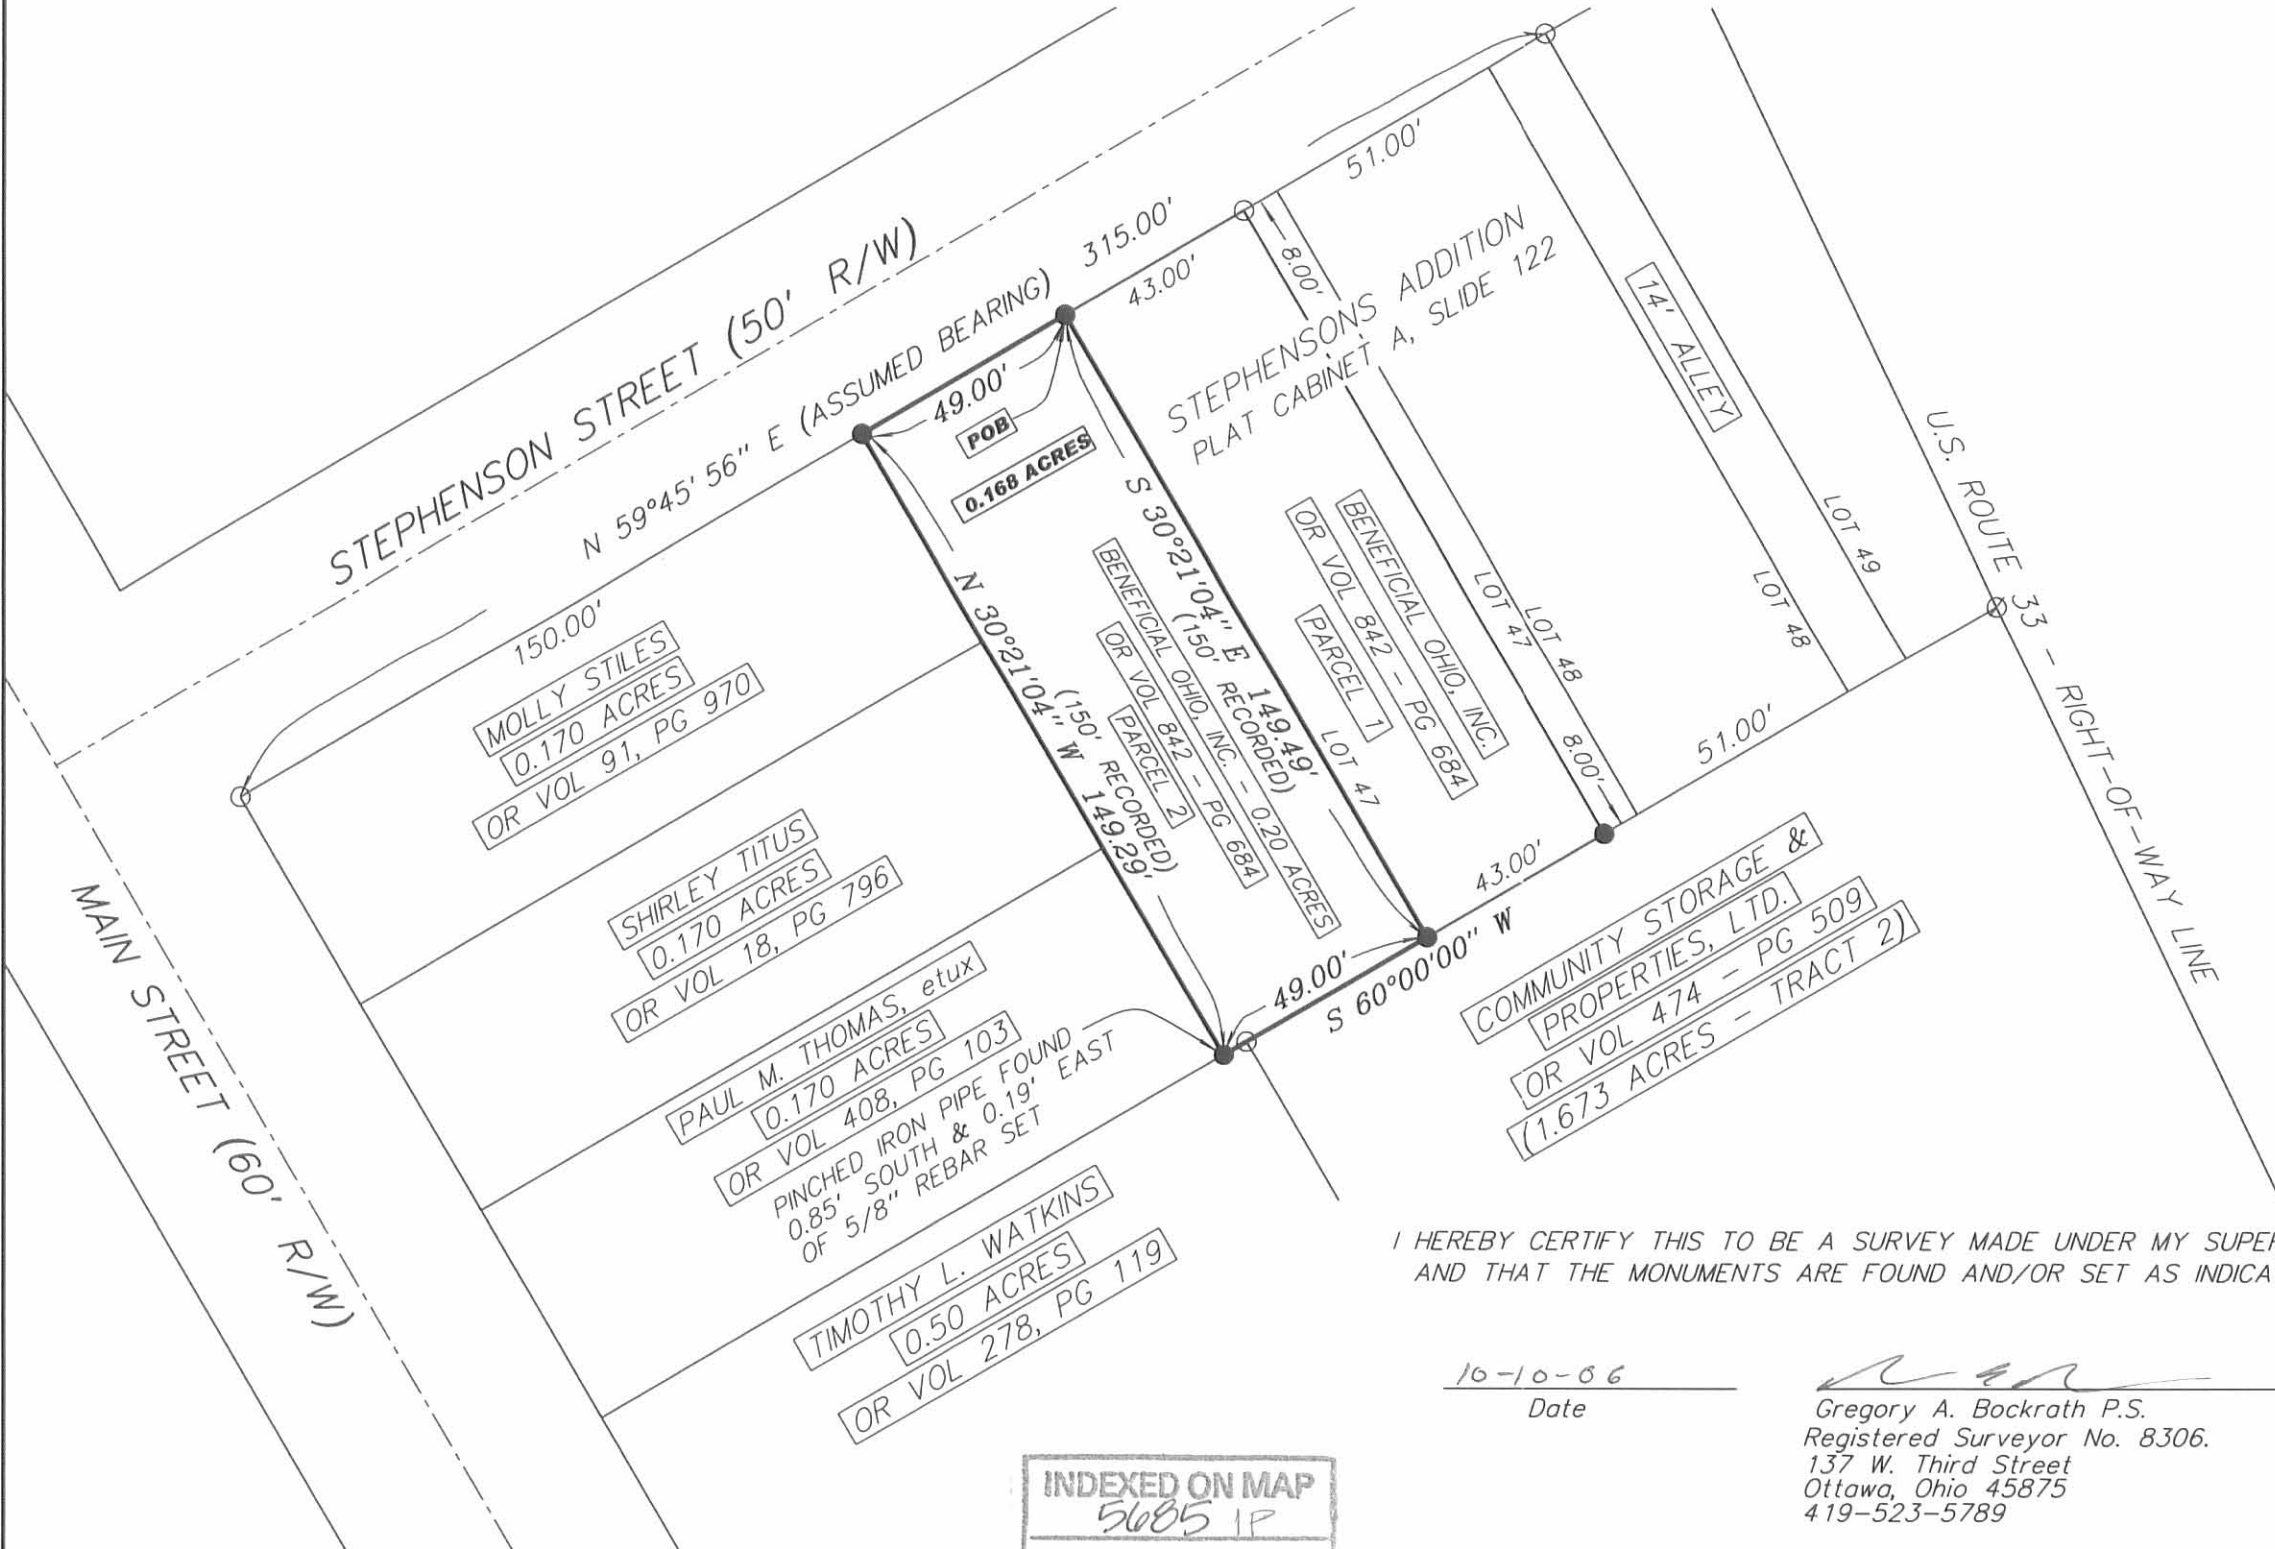 STEPHENSON STREET (50' R/W)
N 59°45'56" E (ASSUMED BEARING)
315.00'
150.00'
49.00'
43.00'
51.00'
8.00'
POB
0.168 ACRES
STEPHENSONS ADDITION
PLAT CABINET A, SLIDE 122
14' ALLEY
U.S. ROUTE 33 - RIGHT-OF-WAY LINE
LOT 49
LOT 48
LOT 48
LOT 47
LOT 47
S 30°21'04" E 149.49'
(150' RECORDED)
N 30°21'04" W 149.29'
(150' RECORDED)
BENEFICIAL OHIO, INC.
OR VOL 842 - PG 684
PARCEL 1
BENEFICIAL OHIO, INC. - 0.20 ACRES
OR VOL 842 - PG 684
PARCEL 2
MOLLY STILES
0.170 ACRES
OR VOL 91, PG 970
SHIRLEY TITUS
0.170 ACRES
OR VOL 18, PG 796
PAUL M. THOMAS, etux
0.170 ACRES
OR VOL 408, PG 103
PINCHED IRON PIPE FOUND
0.85' SOUTH & 0.19' EAST
OF 5/8" REBAR SET
TIMOTHY L. WATKINS
0.50 ACRES
OR VOL 278, PG 119
MAIN STREET (60' R/W)
49.00'
S 60°00'00" W
43.00'
8.00'
51.00'
COMMUNITY STORAGE &
PROPERTIES, LTD.
OR VOL 474 - PG 509
(1.673 ACRES - TRACT 2)
I HEREBY CERTIFY THIS TO BE A SURVEY MADE UNDER MY SUPER
AND THAT THE MONUMENTS ARE FOUND AND/OR SET AS INDICA
10-10-06
Date
Gregory A. Bockrath P.S.
Registered Surveyor No. 8306.
137 W. Third Street
Ottawa, Ohio 45875
419-523-5789
INDEXED ON MAP
5685 IP